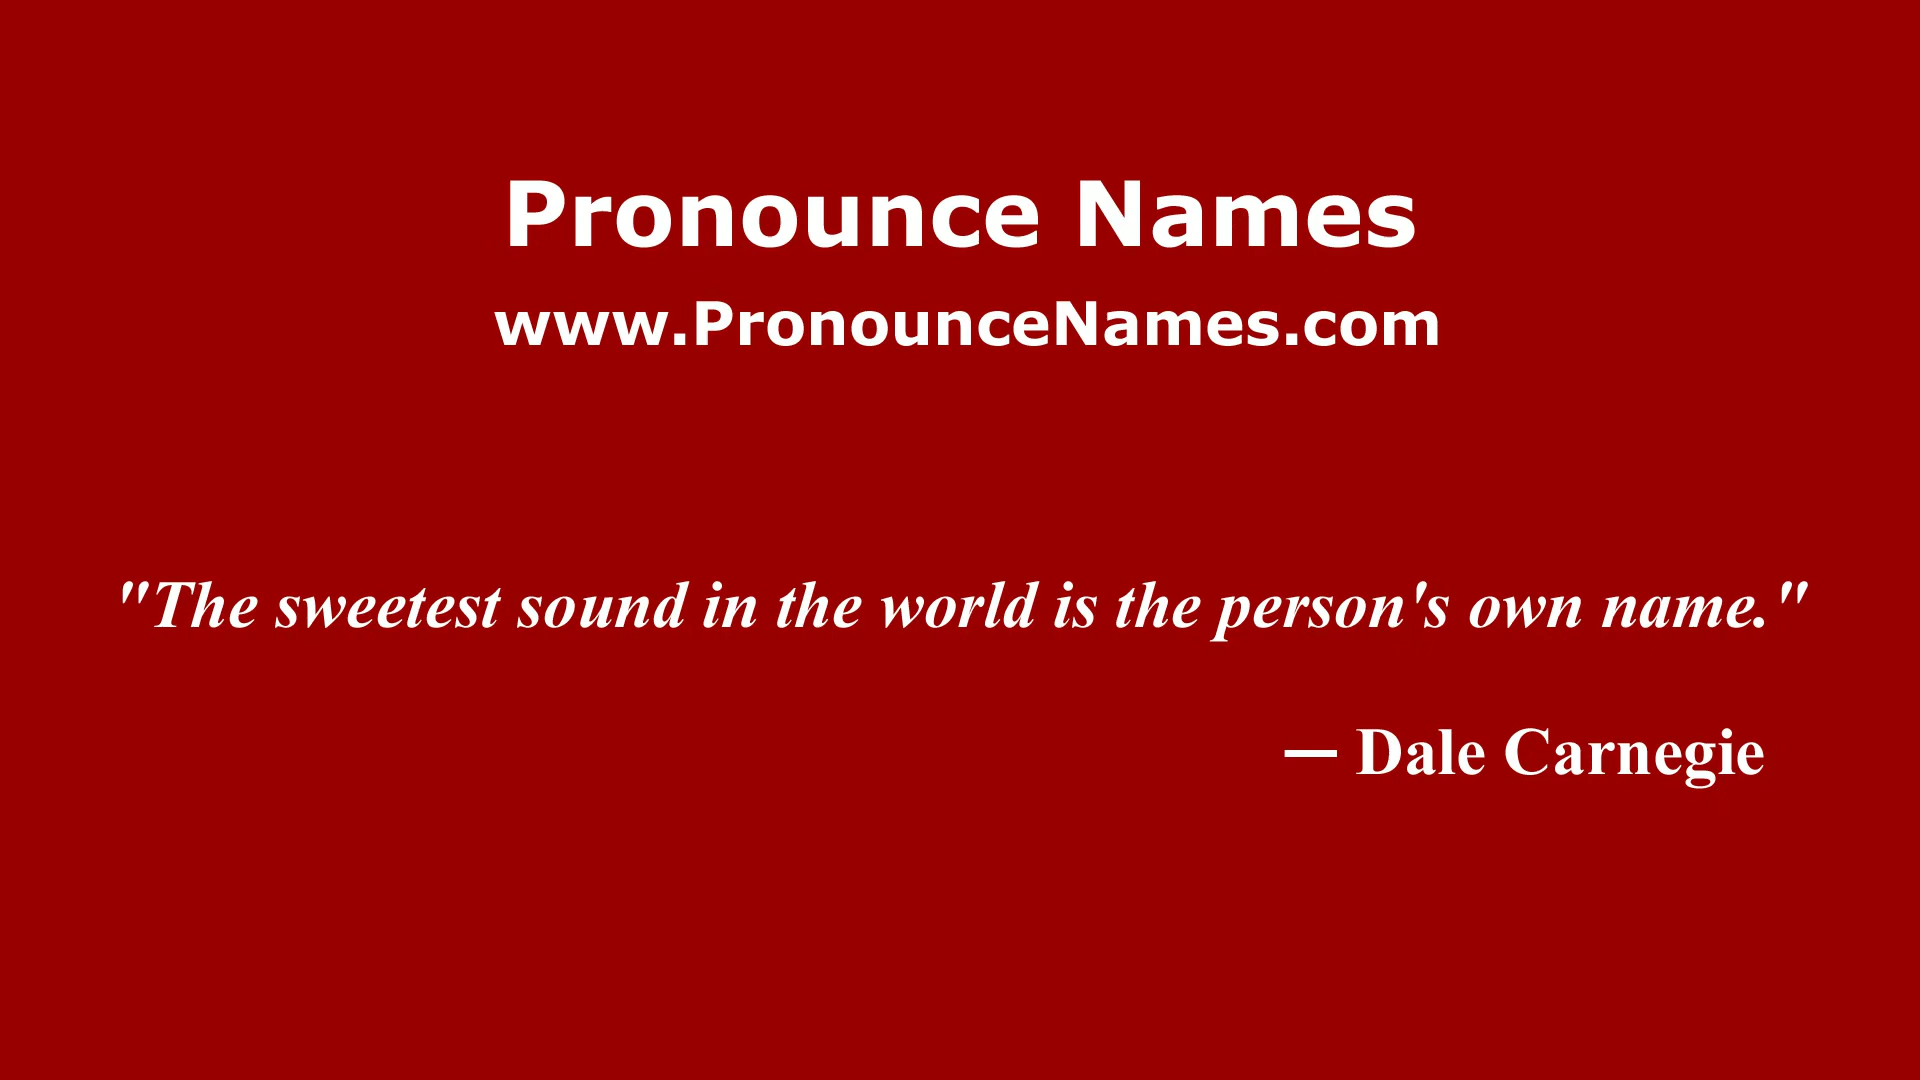 Pronounce Names
www.PronounceNames.com
"The sweetest sound in the world is the person's own name."
— Dale Carnegie